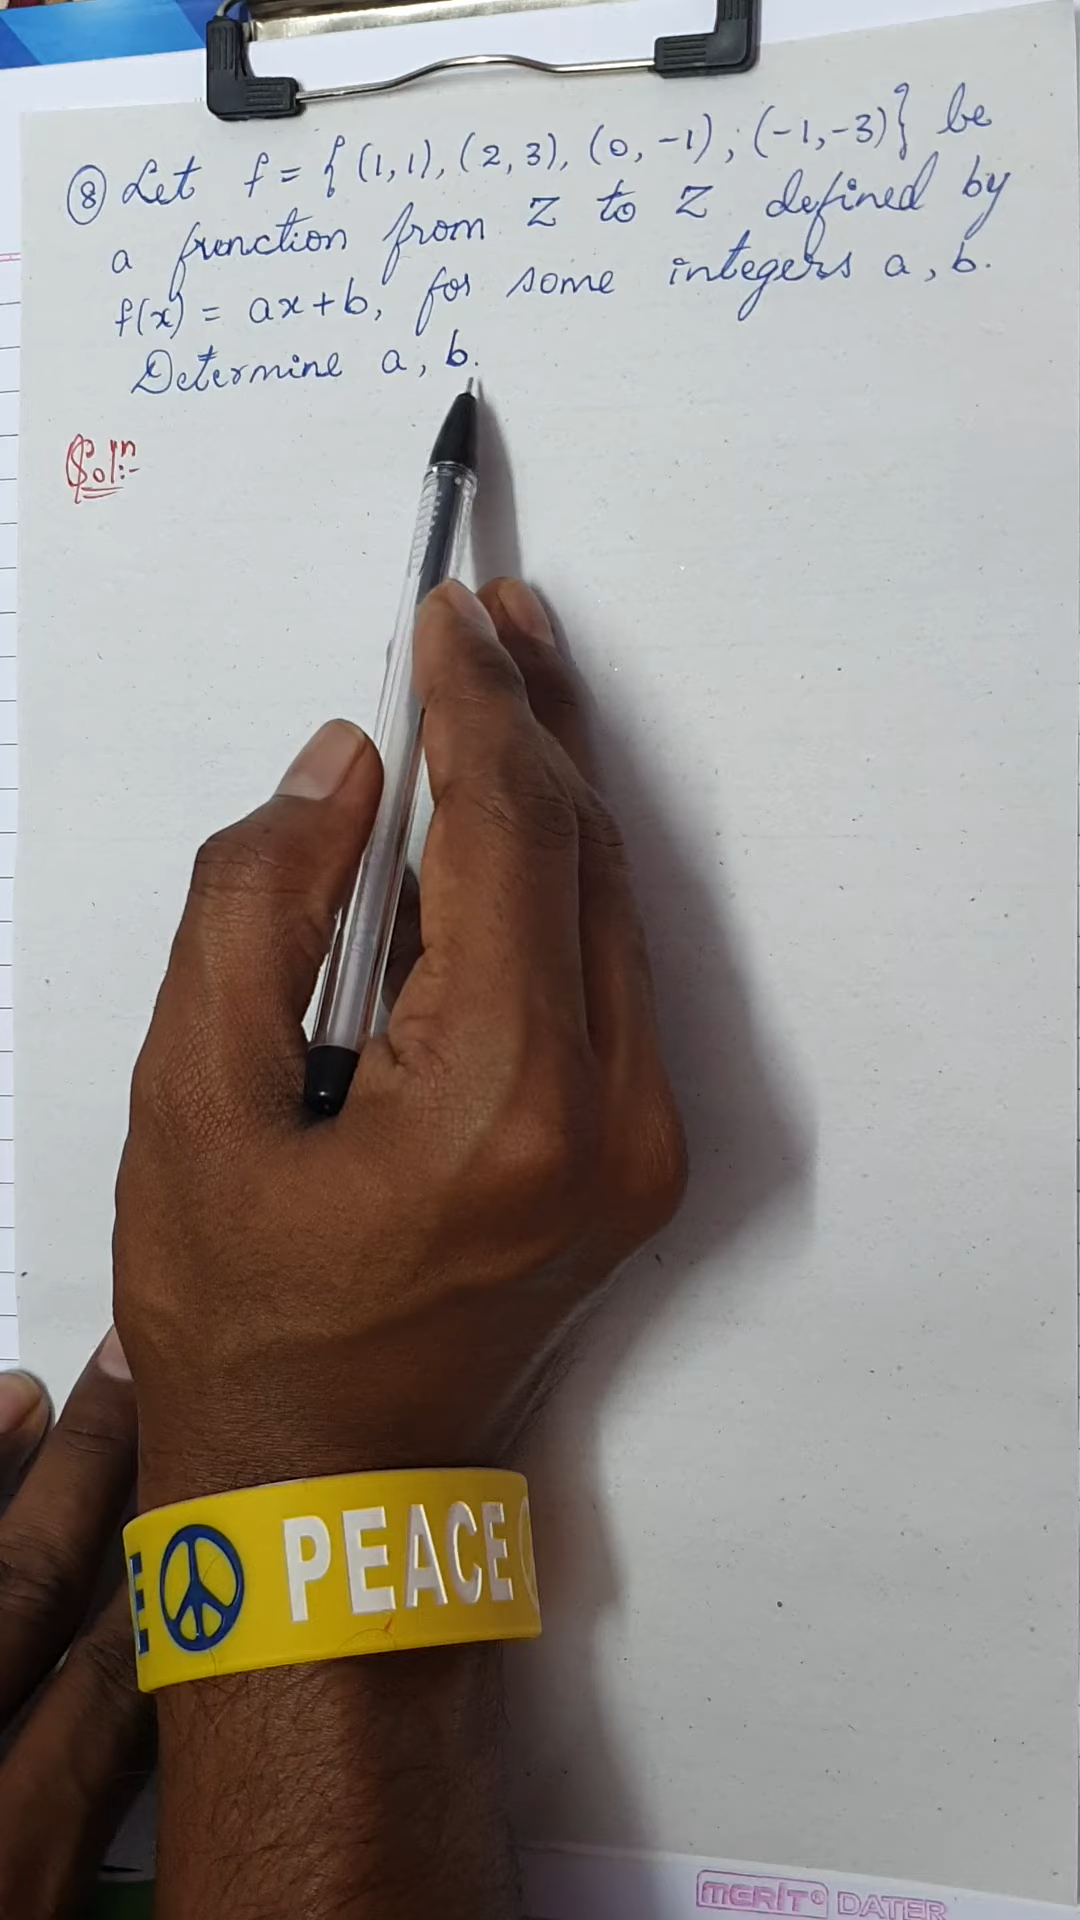 ⑧ Let f = { (1,1), (2,3), (0,-1), (-1,-3)} be
a function from Z to Z defined by
f(x) = ax+b, for some integers a, b.
Determine a, b.
Solⁿ:-
E PEACE
MERIT® DATER